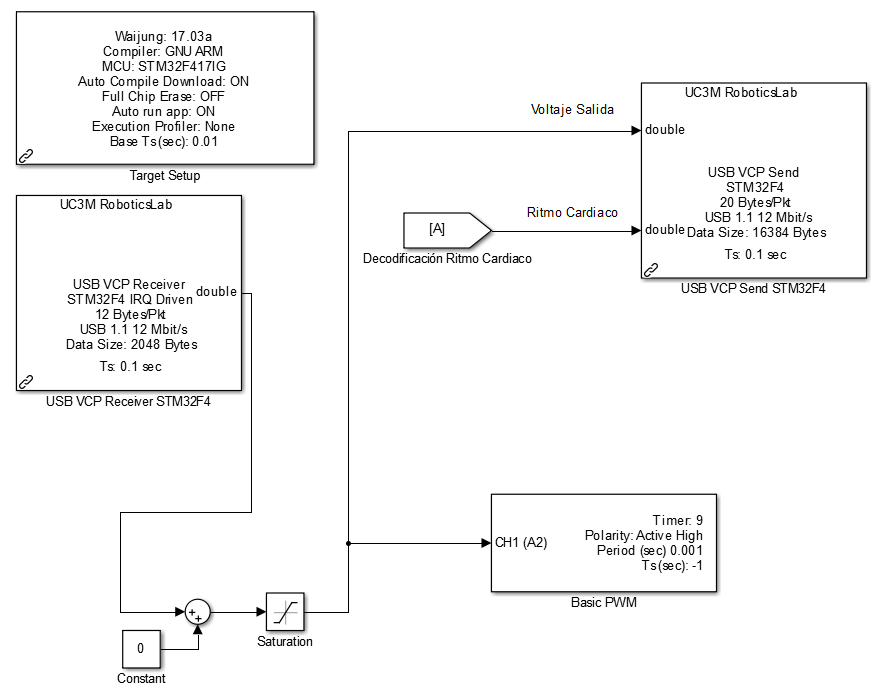 Waijung: 17.03a
Compiler: GNU ARM
MCU: STM32F417IG
Auto Compile Download: ON
Full Chip Erase: OFF
Auto run app: ON
Execution Profiler: None
Base Ts(sec): 0.01
Target Setup
UC3M RoboticsLab
USB VCP Receiver
STM32F4 IRQ Driven
12 Bytes/Pkt
USB 1.1 12 Mbit/s
Data Size: 2048 Bytes
Ts: 0.1 sec
double
USB VCP Receiver STM32F4
Voltaje Salida
[A]
Ritmo Cardiaco
Decodificación Ritmo Cardiaco
UC3M RoboticsLab
double
USB VCP Send
STM32F4
20 Bytes/Pkt
USB 1.1 12 Mbit/s
double
Data Size: 16384 Bytes
Ts: 0.1 sec
USB VCP Send STM32F4
CH1 (A2)
Timer: 9
Polarity: Active High
Period (sec) 0.001
Ts(sec): -1
Basic PWM
0
Constant
Saturation